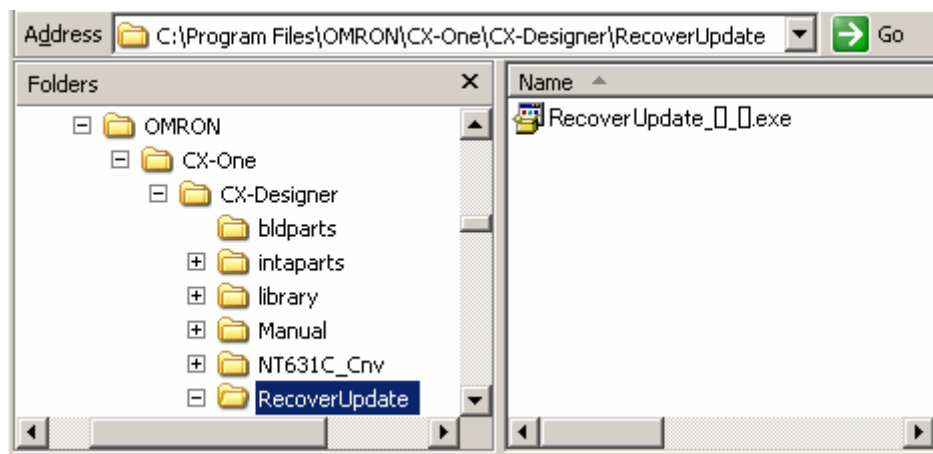 Address C:\Program Files\OMRON\CX-One\CX-Designer\RecoverUpdate Go
Folders
Name
OMRON
CX-One
CX-Designer
bldparts
intaparts
library
Manual
NT631C_Cnv
RecoverUpdate
RecoverUpdate_▯_▯.exe